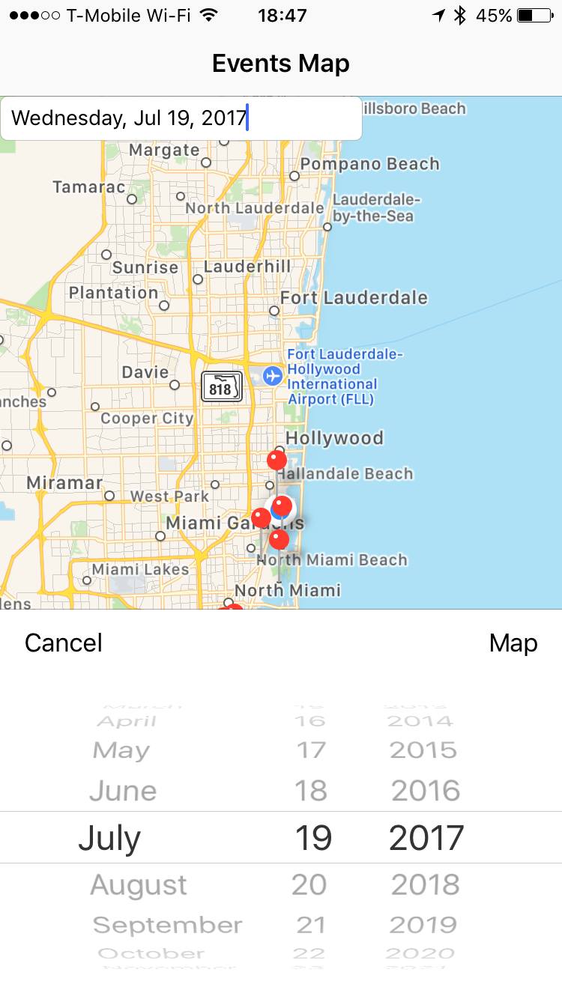 T-Mobile Wi-Fi 18:47 45%
Events Map
Wednesday, Jul 19, 2017
illsboro Beach
Margate
Pompano Beach
Tamarac
North Lauderdale
Lauderdale-
by-the-Sea
Sunrise
Lauderhill
Plantation
Fort Lauderdale
Fort Lauderdale-
Hollywood
International
Airport (FLL)
Davie
818
nches
Cooper City
Hollywood
Hallandale Beach
Miramar
West Park
Miami Gardens
North Miami Beach
Miami Lakes
North Miami
lens
Cancel Map
April 16 2014
May 17 2015
June 18 2016
July 19 2017
August 20 2018
September 21 2019
October 22 2020